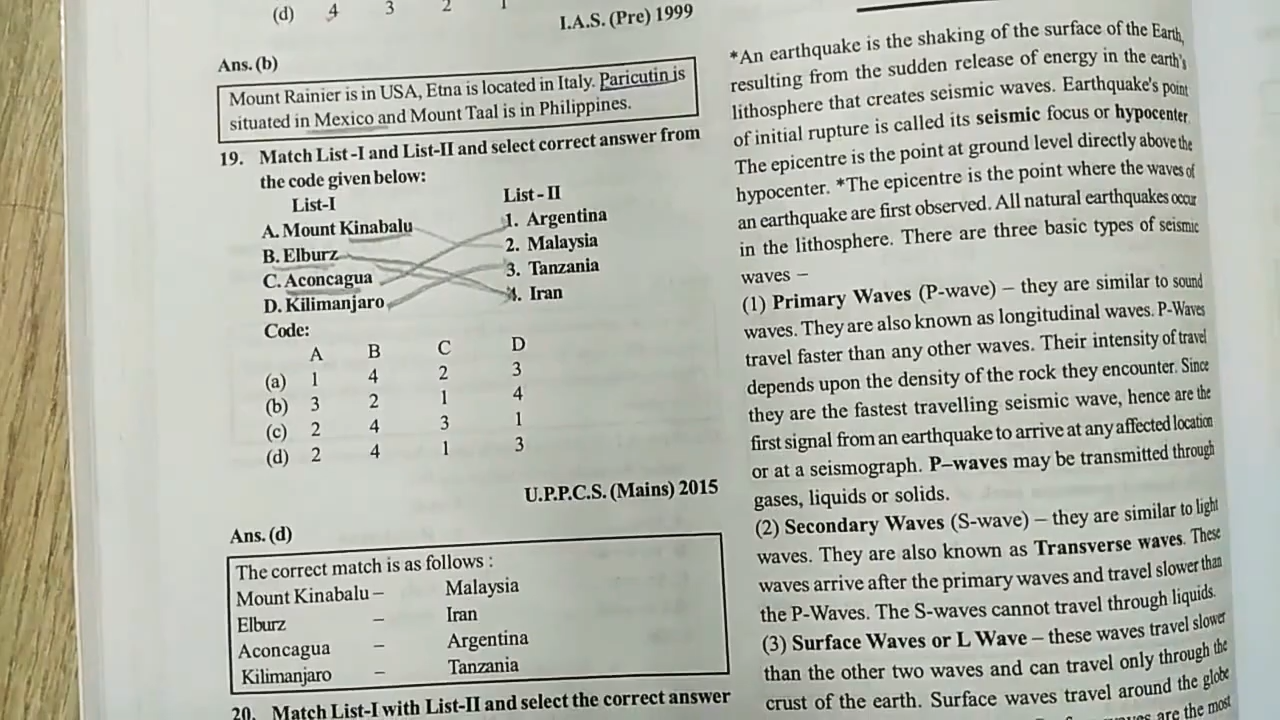 (d) 4 3 2 1
I.A.S. (Pre) 1999
Ans. (b)
Mount Rainier is in USA, Etna is located in Italy. Paricutin is
situated in Mexico and Mount Taal is in Philippines.
19. Match List -I and List-II and select correct answer from
the code given below:
List-I List - II
A. Mount Kinabalu 1. Argentina
B. Elburz 2. Malaysia
C. Aconcagua 3. Tanzania
D. Kilimanjaro 4. Iran
Code:
A B C D
(a) 1 4 2 3
(b) 3 2 1 4
(c) 2 4 3 1
(d) 2 4 1 3
U.P.P.C.S. (Mains) 2015
Ans. (d)
The correct match is as follows :
Mount Kinabalu – Malaysia
Elburz – Iran
Aconcagua – Argentina
Kilimanjaro – Tanzania
20. Match List-I with List-II and select the correct answer
*An earthquake is the shaking of the surface of the Earth,
resulting from the sudden release of energy in the earth's
lithosphere that creates seismic waves. Earthquake's point
of initial rupture is called its seismic focus or hypocenter
The epicentre is the point at ground level directly above the
hypocenter. *The epicentre is the point where the waves of
an earthquake are first observed. All natural earthquakes occur
in the lithosphere. There are three basic types of seismic
waves –
(1) Primary Waves (P-wave) – they are similar to sound
waves. They are also known as longitudinal waves. P-Waves
travel faster than any other waves. Their intensity of travel
depends upon the density of the rock they encounter. Since
they are the fastest travelling seismic wave, hence are the
first signal from an earthquake to arrive at any affected location
or at a seismograph. P–waves may be transmitted through
gases, liquids or solids.
(2) Secondary Waves (S-wave) – they are similar to light
waves. They are also known as Transverse waves. These
waves arrive after the primary waves and travel slower than
the P-Waves. The S-waves cannot travel through liquids.
(3) Surface Waves or L Wave – these waves travel slower
than the other two waves and can travel only through the
crust of the earth. Surface waves travel around the globe
are the most